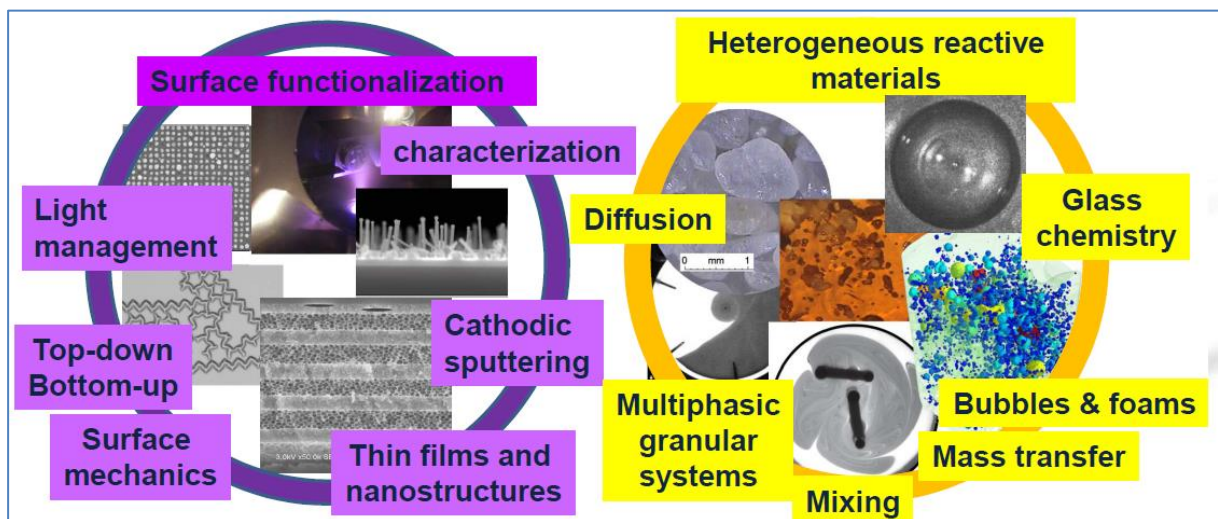 Surface functionalization
characterization
Light
management
Cathodic
sputtering
Top-down
Bottom-up
Surface
mechanics
Thin films and
nanostructures
Heterogeneous reactive
materials
Diffusion
Glass
chemistry
0 mm 1
Multiphasic
granular
systems
Bubbles & foams
Mass transfer
Mixing